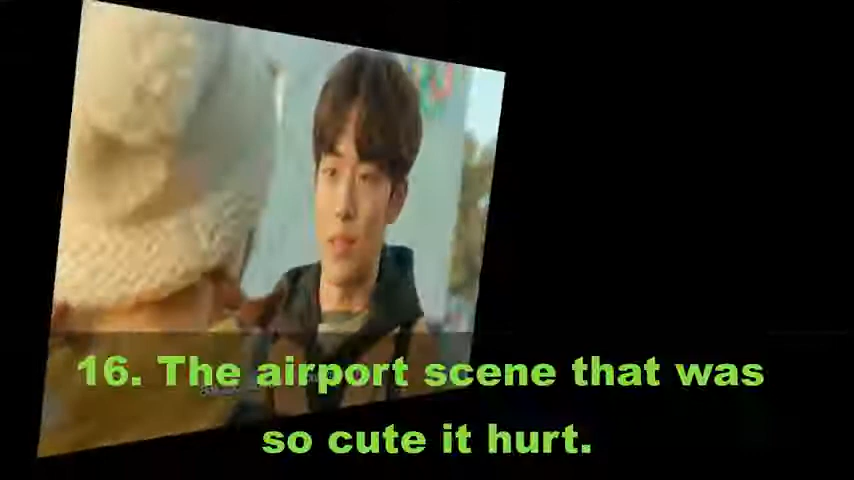 16. The airport scene that was
so cute it hurt.